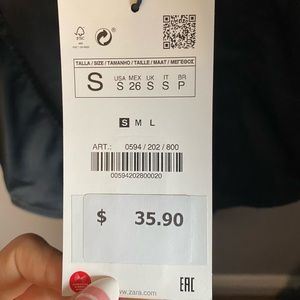 FSC
TALLA / SIZE / TAMANHO / TAILLE / MAAT / ΜΕΓΕΘΟΣ
S
USA MEX UK IT BR
S 26 S S P
S M L
ART.: 0594 / 202 / 800
00594202800020
$ 35.90
www.zara.com
EAC